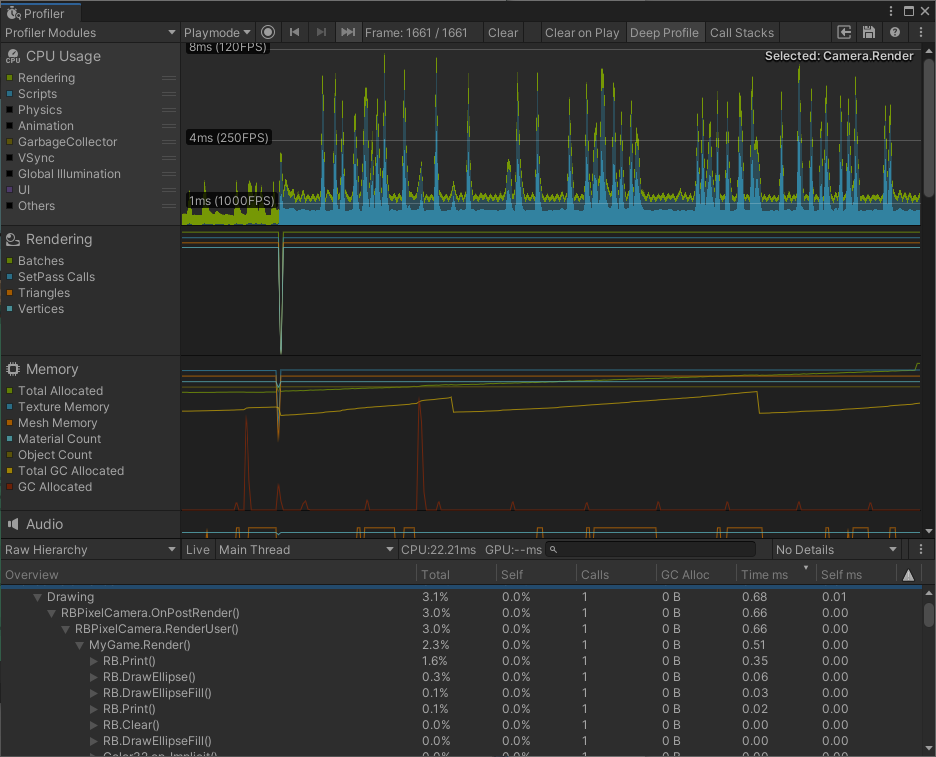 Profiler
Profiler Modules Playmode Frame: 1661 / 1661 Clear Clear on Play Deep Profile Call Stacks
CPU Usage
Rendering
Scripts
Physics
Animation
GarbageCollector
VSync
Global Illumination
UI
Others
8ms (120FPS)
Selected: Camera.Render
4ms (250FPS)
1ms (1000FPS)
Rendering
Batches
SetPass Calls
Triangles
Vertices
Memory
Total Allocated
Texture Memory
Mesh Memory
Material Count
Object Count
Total GC Allocated
GC Allocated
Audio
Raw Hierarchy Live Main Thread CPU:22.21ms GPU:--ms No Details
Overview Total Self Calls GC Alloc Time ms Self ms
Drawing 3.1% 0.0% 1 0 B 0.68 0.01
RBPixelCamera.OnPostRender() 3.0% 0.0% 1 0 B 0.66 0.00
RBPixelCamera.RenderUser() 3.0% 0.0% 1 0 B 0.66 0.00
MyGame.Render() 2.3% 0.0% 1 0 B 0.51 0.00
RB.Print() 1.6% 0.0% 1 0 B 0.35 0.00
RB.DrawEllipse() 0.3% 0.0% 1 0 B 0.06 0.00
RB.DrawEllipseFill() 0.1% 0.0% 1 0 B 0.03 0.00
RB.Print() 0.1% 0.0% 1 0 B 0.02 0.00
RB.Clear() 0.0% 0.0% 1 0 B 0.00 0.00
RB.DrawEllipseFill() 0.0% 0.0% 1 0 B 0.00 0.00